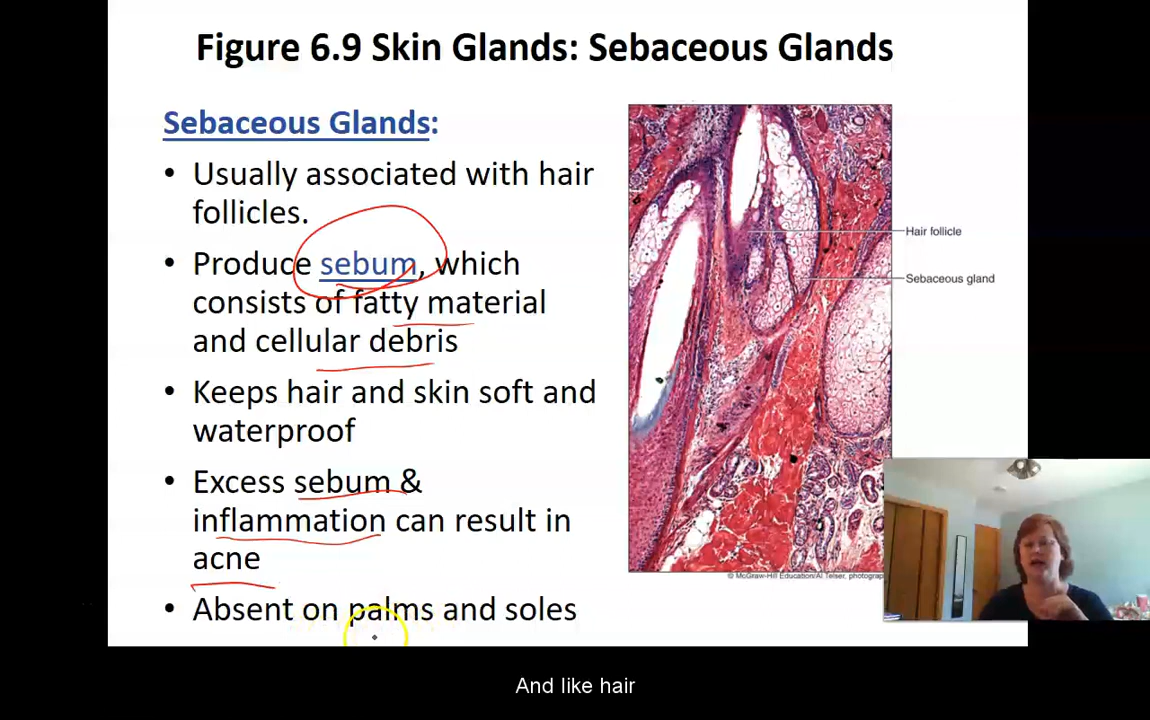 Figure 6.9 Skin Glands: Sebaceous Glands
Sebaceous Glands:
• Usually associated with hair
follicles.
• Produce sebum, which
consists of fatty material
and cellular debris
• Keeps hair and skin soft and
waterproof
• Excess sebum &
inflammation can result in
acne
• Absent on palms and soles
Hair follicle
Sebaceous gland
© McGraw-Hill Education/Al Telser, photograp
And like hair